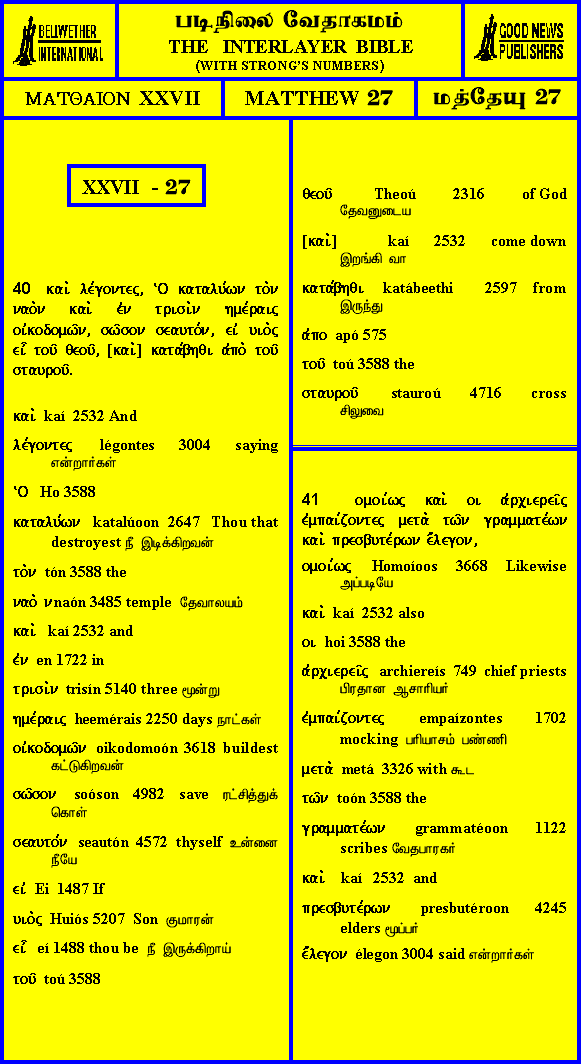 BELLWETHER
INTERNATIONAL
படிநிலை வேதாகமம்
THE INTERLAYER BIBLE
(WITH STRONG'S NUMBERS)
GOOD NEWS
PUBLISHERS
ΜΑΤΘΑΙΟΝ XXVII
MATTHEW 27
மத்தேயு 27
XXVII - 27
40 καὶ λέγοντες, Ὁ καταλύων τὸν
ναὸν καὶ ἐν τρισὶν ημέραις
οἰκοδομῶν, σῶσον σεαυτόν, εἰ υιὸς
εἶ τοῦ θεοῦ, [καὶ] κατάβηθι ἀπὸ τοῦ
σταυροῦ.
καὶ kaí 2532 And
λέγοντες légontes 3004 saying
என்றார்கள்
Ὁ Ho 3588
καταλύων katalúoon 2647 Thou that
destroyest நீ இடிக்கிறவன்
τὸν tón 3588 the
ναὸ νnaón 3485 temple தேவாலயம்
καὶ kaí 2532 and
ἐν en 1722 in
τρισὶν trisín 5140 three மூன்று
ημέραις heemérais 2250 days நாட்கள்
οἰκοδομῶν oikodomoón 3618 buildest
கட்டுகிறவன்
σῶσον soóson 4982 save ரட்சித்துக்
கொள்
σεαυτόν seautón 4572 thyself உன்னை
நீயே
εἰ Ei 1487 If
υιὸς Huiós 5207 Son குமாரன்
εἶ eí 1488 thou be நீ இருக்கிறாய்
τοῦ toú 3588
θεοῦ Theoú 2316 of God
தேவனுடைய
[καὶ] kaí 2532 come down
இறங்கி வா
κατάβηθι katábeethi 2597 from
இருந்து
ἀπο apó 575
τοῦ toú 3588 the
σταυροῦ stauroú 4716 cross
சிலுவை
41 ομοίως καὶ οι ἀρχιερεῖς
ἐμπαίζοντες μετὰ τῶν γραμματέων
καὶ πρεσβυτέρων ἔλεγον,
ομοίως Homoíoos 3668 Likewise
அப்படியே
καὶ kaí 2532 also
οι hoi 3588 the
ἀρχιερεῖς archiereís 749 chief priests
பிரதான ஆசாரியர்
ἐμπαίζοντες empaízontes 1702
mocking பரியாசம் பண்ணி
μετὰ metá 3326 with கூட
τῶν toón 3588 the
γραμματέων grammatéoon 1122
scribes வேதபாரகர்
καὶ kaí 2532 and
πρεσβυτέρων presbutéroon 4245
elders மூப்பர்
ἔλεγον élegon 3004 said என்றார்கள்